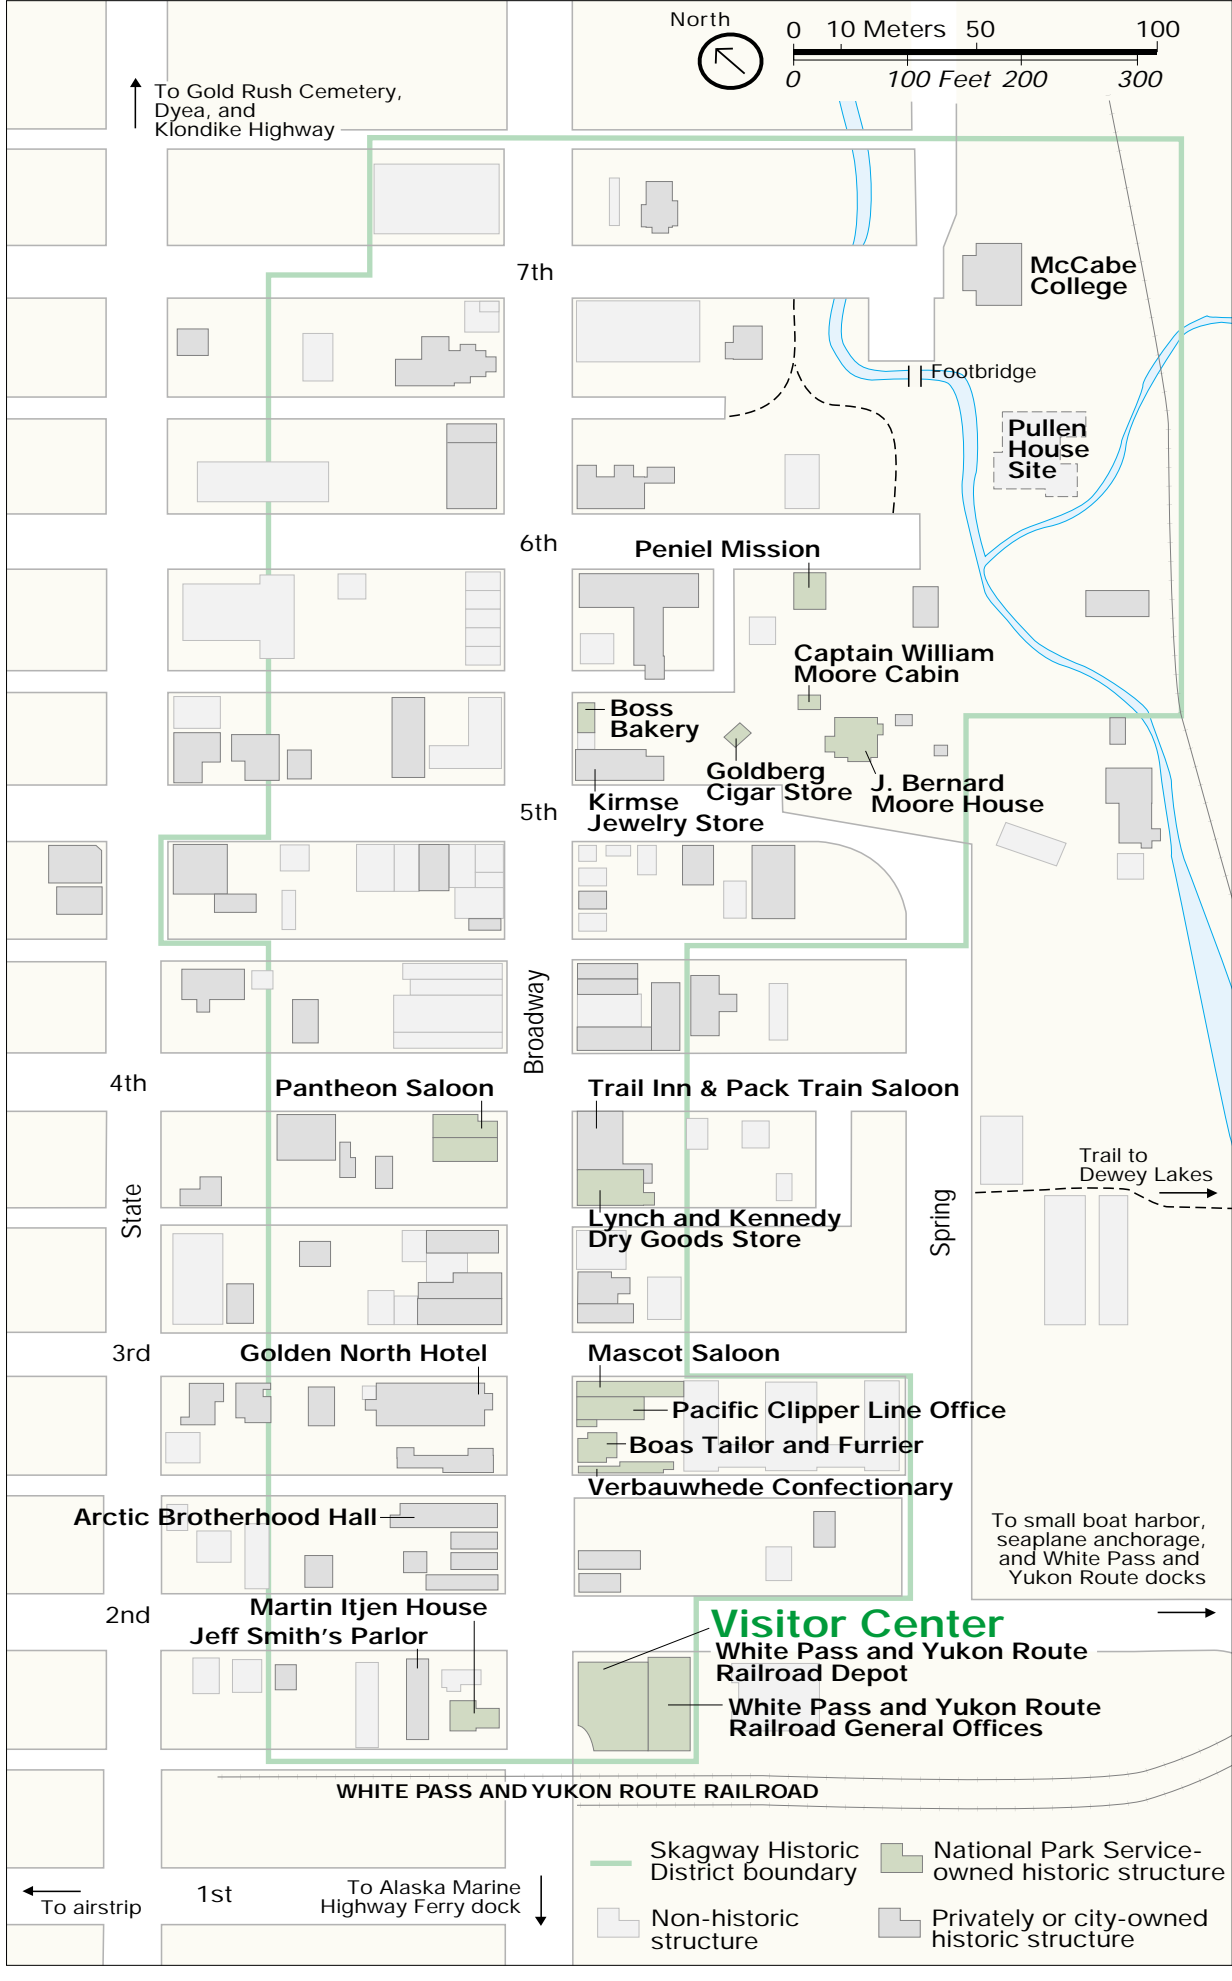 North
0 10 Meters 50 100
0 100 Feet 200 300
To Gold Rush Cemetery,
Dyea, and
Klondike Highway
7th
McCabe
College
Footbridge
Pullen
House
Site
6th
Peniel Mission
Captain William
Moore Cabin
Boss
Bakery
Goldberg
Cigar Store
J. Bernard
Moore House
Kirmse
Jewelry Store
5th
Broadway
4th
Pantheon Saloon
Trail Inn & Pack Train Saloon
Trail to
Dewey Lakes
State
Spring
Lynch and Kennedy
Dry Goods Store
3rd
Golden North Hotel
Mascot Saloon
Pacific Clipper Line Office
Boas Tailor and Furrier
Verbauwhede Confectionary
Arctic Brotherhood Hall
To small boat harbor,
seaplane anchorage,
and White Pass and
Yukon Route docks
2nd
Martin Itjen House
Jeff Smith's Parlor
Visitor Center
White Pass and Yukon Route
Railroad Depot
White Pass and Yukon Route
Railroad General Offices
WHITE PASS AND YUKON ROUTE RAILROAD
1st
To airstrip
To Alaska Marine
Highway Ferry dock
Skagway Historic
District boundary
National Park Service-
owned historic structure
Non-historic
structure
Privately or city-owned
historic structure